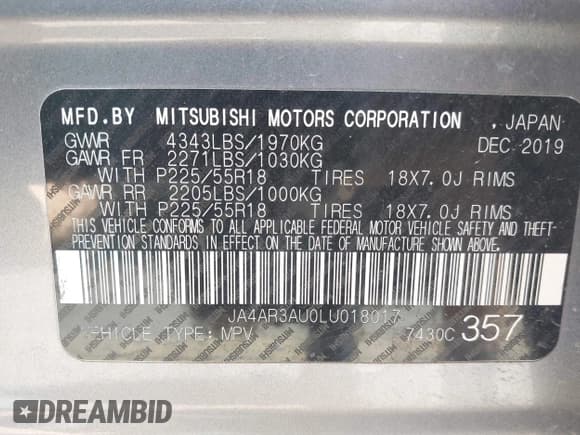 MFD.BY MITSUBISHI MOTORS CORPORATION , JAPAN
GVWR 4343LBS/1970KG DEC 2019
GAWR FR 2271LBS/1030KG
WITH P225/55R18 TIRES 18X7.0J RIMS
GAWR RR 2205LBS/1000KG
WITH P225/55R18 TIRES 18X7.0J RIMS
THIS VEHICLE CONFORMS TO ALL APPLICABLE FEDERAL MOTOR VEHICLE SAFETY AND THEFT-
PREVENTION STANDARDS IN EFFECT ON THE DATE OF MANUFACTURE SHOWN ABOVE.
JA4AR3AU0LU018017
VEHICLE TYPE: MPV 7430C 357
DREAMBID